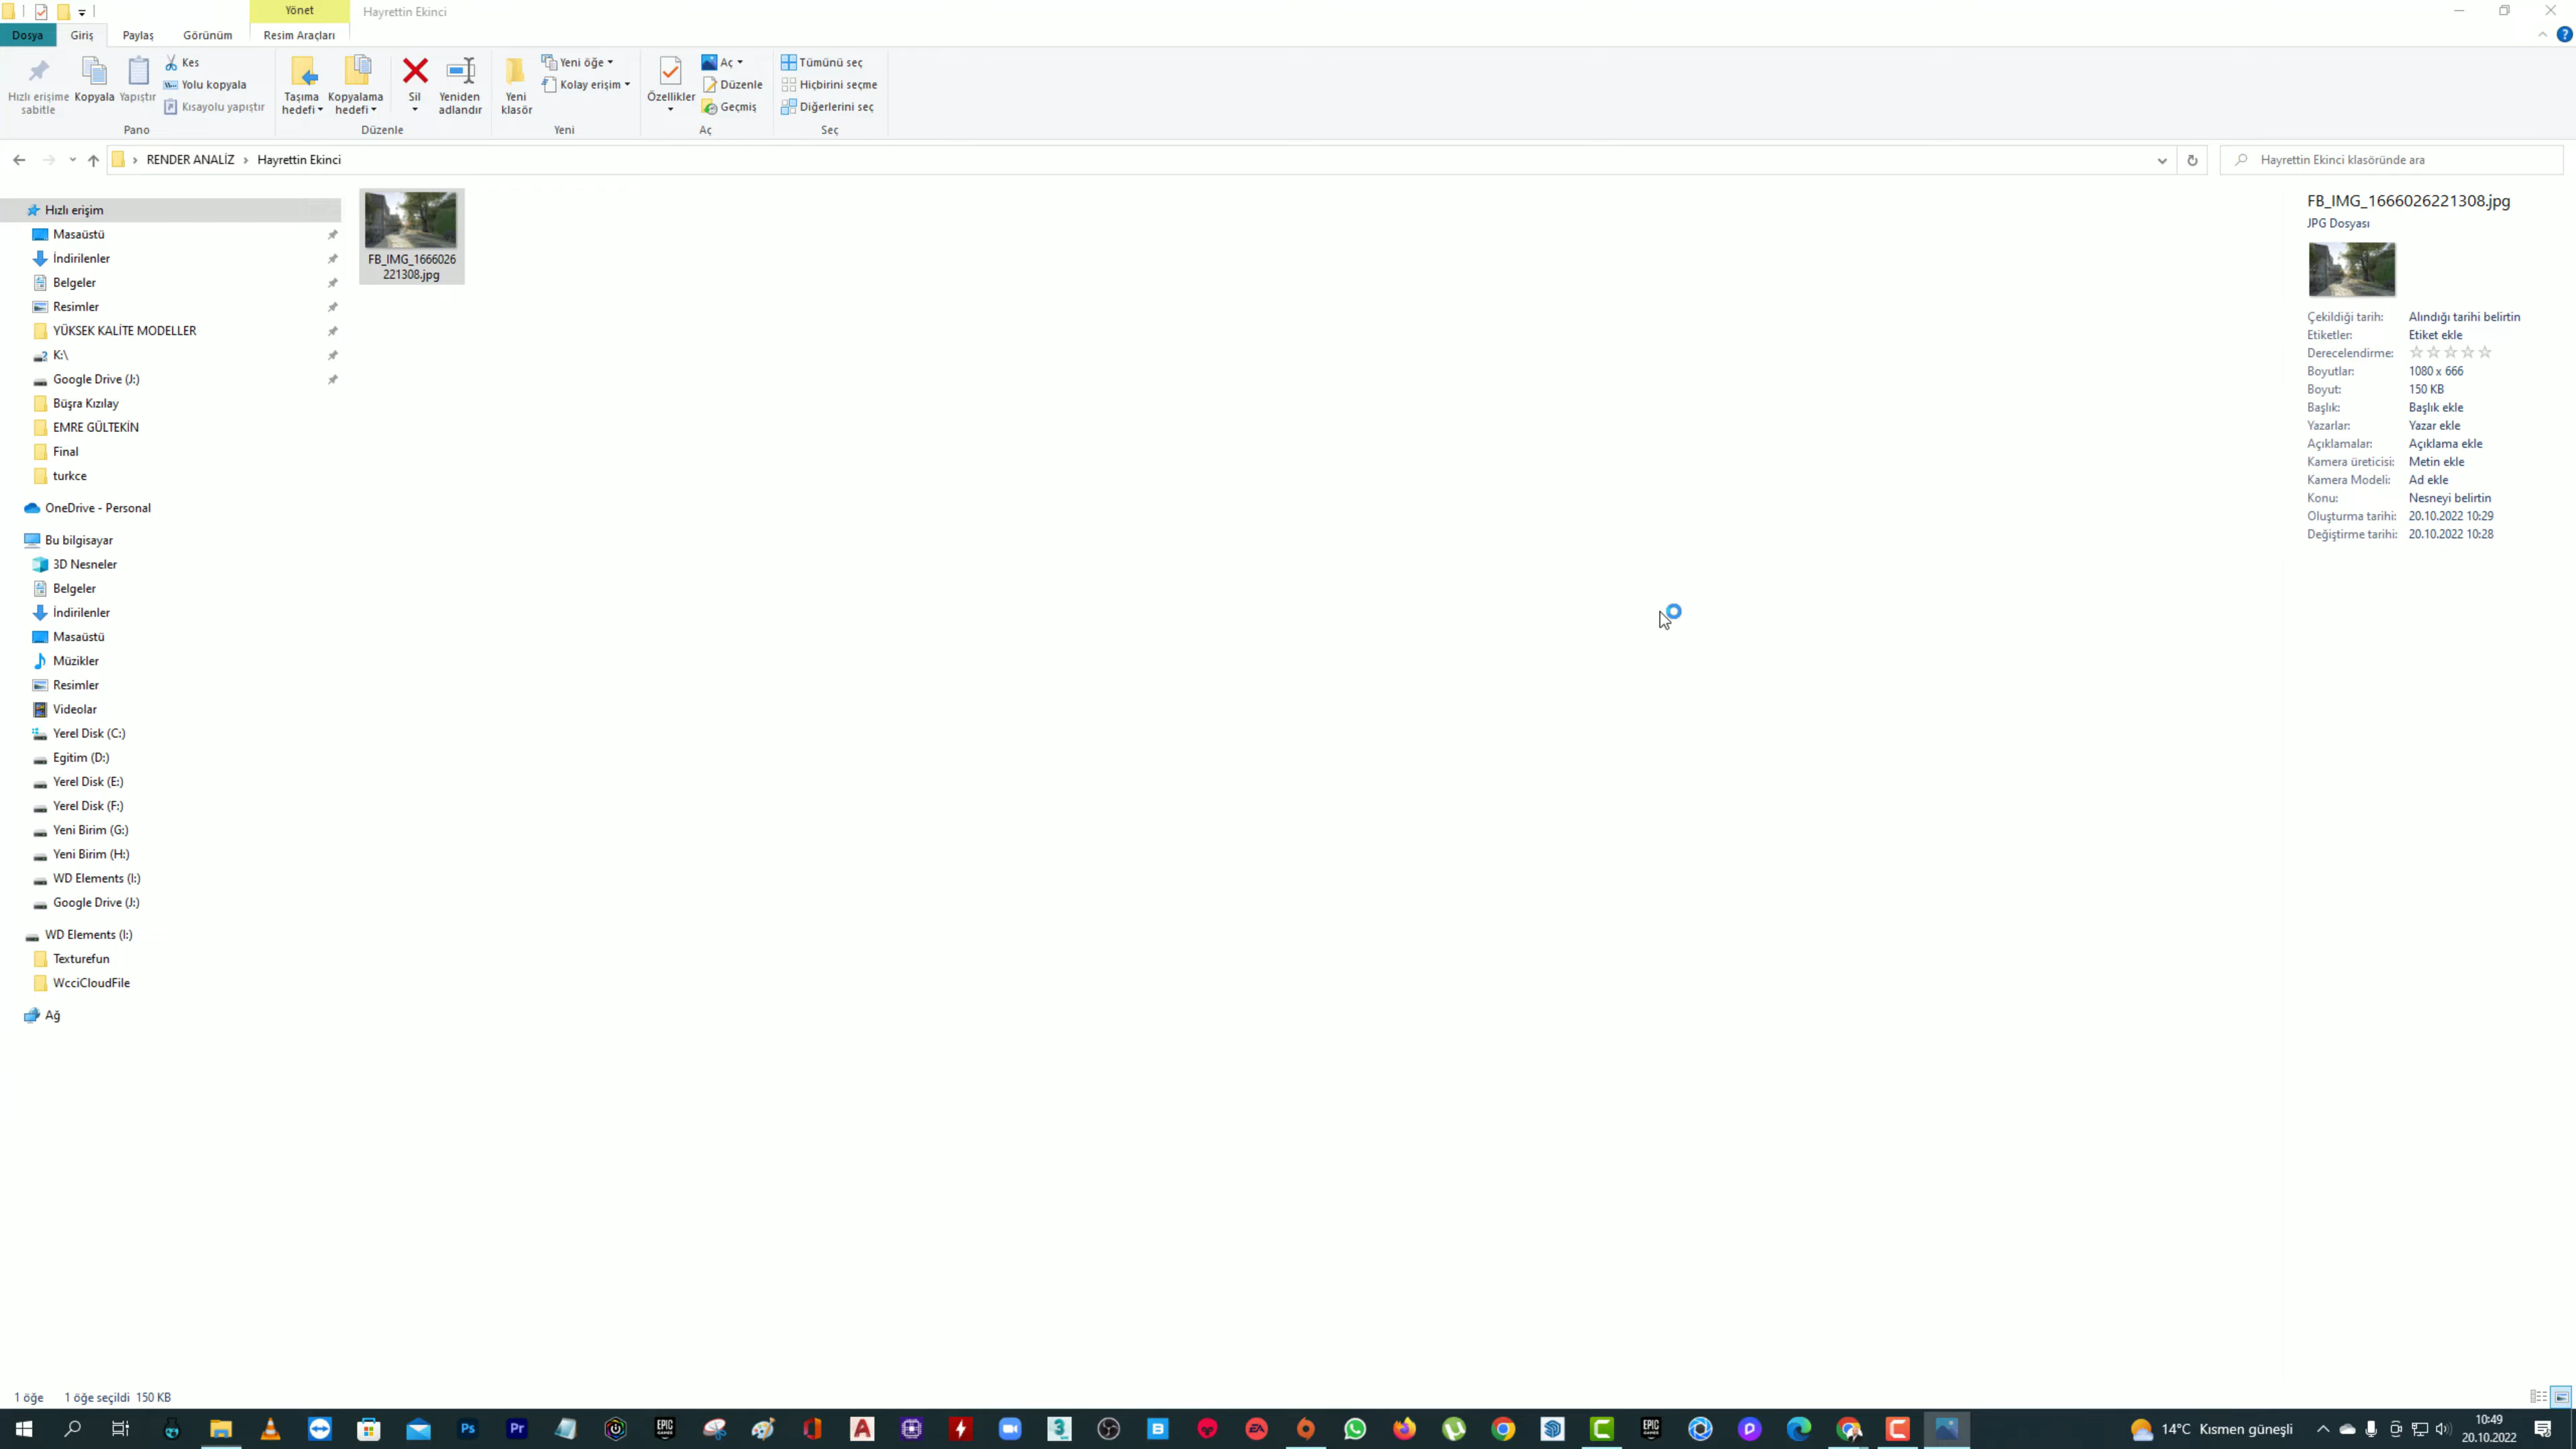 Yönet
Hayrettin Ekinci
Dosya
Giriş
Paylaş
Görünüm
Resim Araçları
Hızlı erişime
sabitle
Kopyala
Yapıştır
Kes
Yolu kopyala
Kısayolu yapıştır
Pano
Taşıma
hedefi
Kopyalama
hedefi
Sil
Yeniden
adlandır
Düzenle
Yeni
klasör
Yeni öğe
Kolay erişim
Yeni
Özellikler
Aç
Düzenle
Geçmiş
Aç
Tümünü seç
Hiçbirini seçme
Diğerlerini seç
Seç
RENDER ANALİZ
Hayrettin Ekinci
Hayrettin Ekinci klasöründe ara
Hızlı erişim
Masaüstü
İndirilenler
Belgeler
Resimler
YÜKSEK KALİTE MODELLER
K:\
Google Drive (J:)
Büşra Kızılay
EMRE GÜLTEKİN
Final
turkce
OneDrive - Personal
Bu bilgisayar
3D Nesneler
Belgeler
İndirilenler
Masaüstü
Müzikler
Resimler
Videolar
Yerel Disk (C:)
Egitim (D:)
Yerel Disk (E:)
Yerel Disk (F:)
Yeni Birim (G:)
Yeni Birim (H:)
WD Elements (I:)
Google Drive (J:)
WD Elements (I:)
Texturefun
WcciCloudFile
Ağ
FB_IMG_1666026
221308.jpg
FB_IMG_1666026221308.jpg
JPG Dosyası
Çekildiği tarih: Alındığı tarihi belirtin
Etiketler: Etiket ekle
Derecelendirme:
Boyutlar: 1080 x 666
Boyut: 150 KB
Başlık: Başlık ekle
Yazarlar: Yazar ekle
Açıklamalar: Açıklama ekle
Kamera üreticisi: Metin ekle
Kamera Modeli: Ad ekle
Konu: Nesneyi belirtin
Oluşturma tarihi: 20.10.2022 10:29
Değiştirme tarihi: 20.10.2022 10:28
1 öğe
1 öğe seçildi 150 KB
Ps
Pr
EPIC
GAMES
A
3
B
EA
EPIC
GAMES
14°C Kısmen güneşli
10:49
20.10.2022